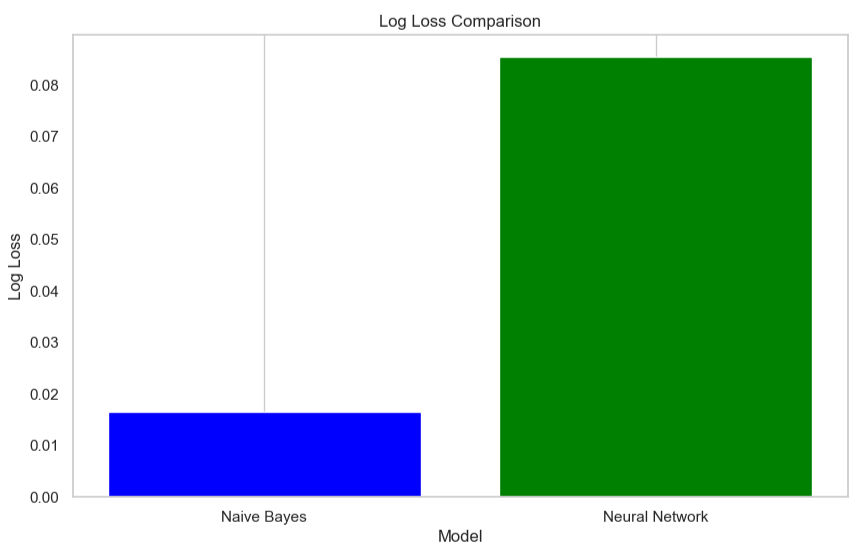 Log Loss Comparison
Log Loss
0.08
0.07
0.06
0.05
0.04
0.03
0.02
0.01
0.00
Naive Bayes
Neural Network
Model